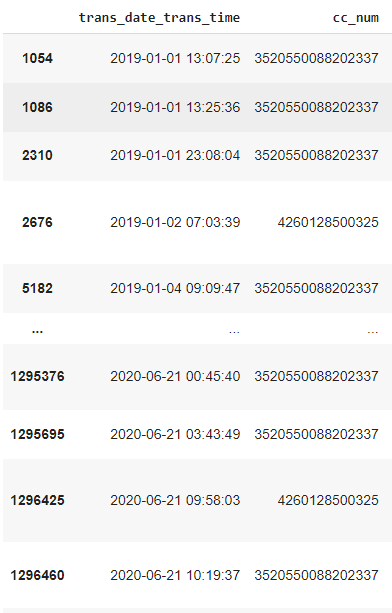 trans_date_trans_time cc_num
1054 2019-01-01 13:07:25 3520550088202337
1086 2019-01-01 13:25:36 3520550088202337
2310 2019-01-01 23:08:04 3520550088202337
2676 2019-01-02 07:03:39 4260128500325
5182 2019-01-04 09:09:47 3520550088202337
... ... ...
1295376 2020-06-21 00:45:40 3520550088202337
1295695 2020-06-21 03:43:49 3520550088202337
1296425 2020-06-21 09:58:03 4260128500325
1296460 2020-06-21 10:19:37 3520550088202337